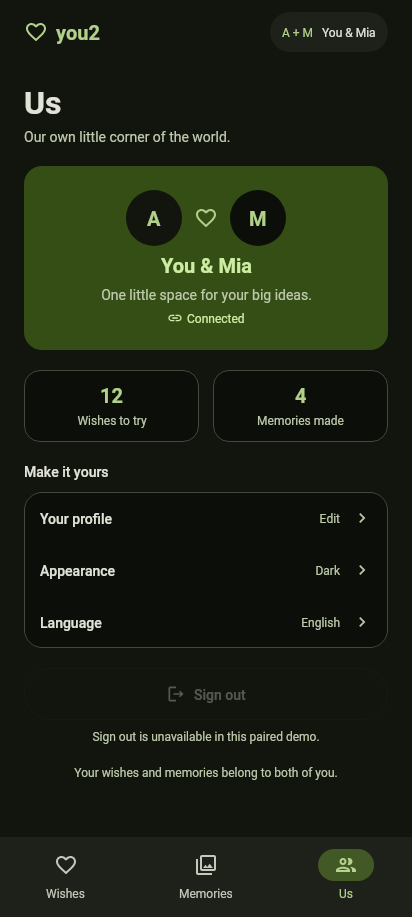 you2
A + M You & Mia
Us
Our own little corner of the world.
A M
You & Mia
One little space for your big ideas.
Connected
12 4
Wishes to try Memories made
Make it yours
Your profile Edit
Appearance Dark
Language English
Sign out
Sign out is unavailable in this paired demo.
Your wishes and memories belong to both of you.
Wishes Memories Us